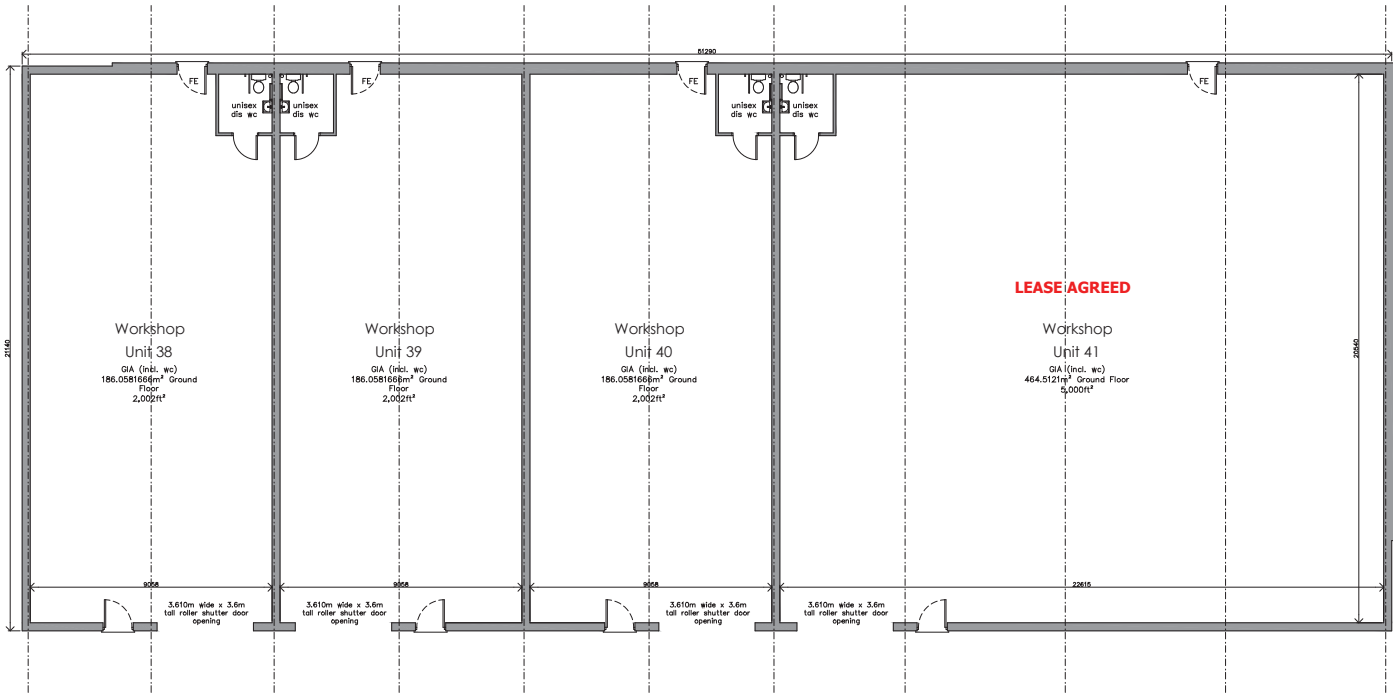 51290
FE
FE
FE
FE
unisex
dis wc
unisex
dis wc
unisex
dis wc
unisex
dis wc
21140
20540
LEASE AGREED
Workshop
Unit 38
GIA (incl. wc)
186.0581666m² Ground
Floor
2,002ft²
Workshop
Unit 39
GIA (incl. wc)
186.0581666m² Ground
Floor
2,002ft²
Workshop
Unit 40
GIA (incl. wc)
186.0581666m² Ground
Floor
2,002ft²
Workshop
Unit 41
GIA (incl. wc)
464.5121m² Ground Floor
5,000ft²
9058
9058
9058
22615
3.610m wide x 3.6m
tall roller shutter door
opening
3.610m wide x 3.6m
tall roller shutter door
opening
3.610m wide x 3.6m
tall roller shutter door
opening
3.610m wide x 3.6m
tall roller shutter door
opening